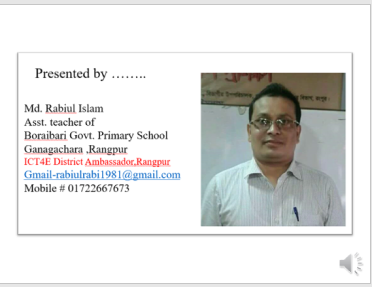 Presented by ……..
Md. Rabiul Islam
Asst. teacher of
Boraibari Govt. Primary School
Ganagachara ,Rangpur
ICT4E District Ambassador,Rangpur
Gmail-rabiulrabi1981@gmail.com
Mobile # 01722667673